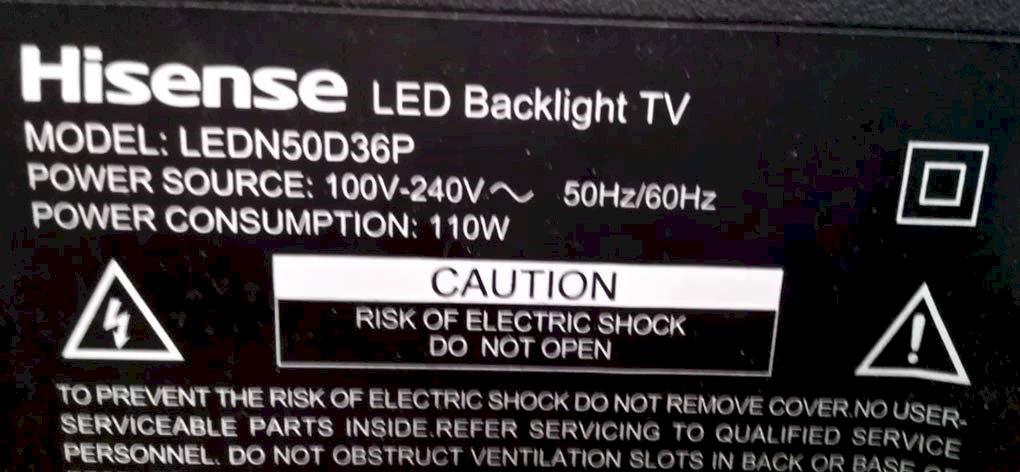 Hisense LED Backlight TV
MODEL: LEDN50D36P
POWER SOURCE: 100V-240V～ 50Hz/60Hz
POWER CONSUMPTION: 110W
CAUTION
RISK OF ELECTRIC SHOCK
DO NOT OPEN
TO PREVENT THE RISK OF ELECTRIC SHOCK DO NOT REMOVE COVER.NO USER-
SERVICEABLE PARTS INSIDE.REFER SERVICING TO QUALIFIED SERVICE
PERSONNEL. DO NOT OBSTRUCT VENTILATION SLOTS IN BACK OR BASE